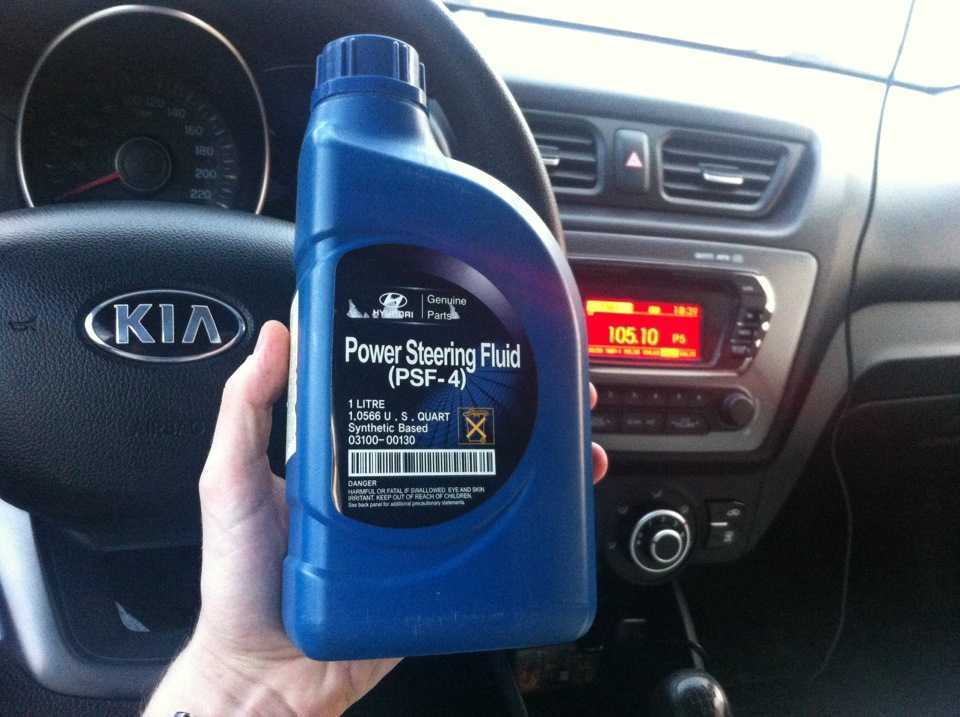 120
140
160
180
200
220
KIA
HYUNDAI
Genuine
Parts
Power Steering Fluid
(PSF-4)
1 LITRE
1.0566 U . S . QUART
Synthetic Based
03100-00130
DANGER
HARMFUL OR FATAL IF SWALLOWED. EYE AND SKIN
IRRITANT. KEEP OUT OF REACH OF CHILDREN.
See back panel for additional precautionary statements.
105.10 P5